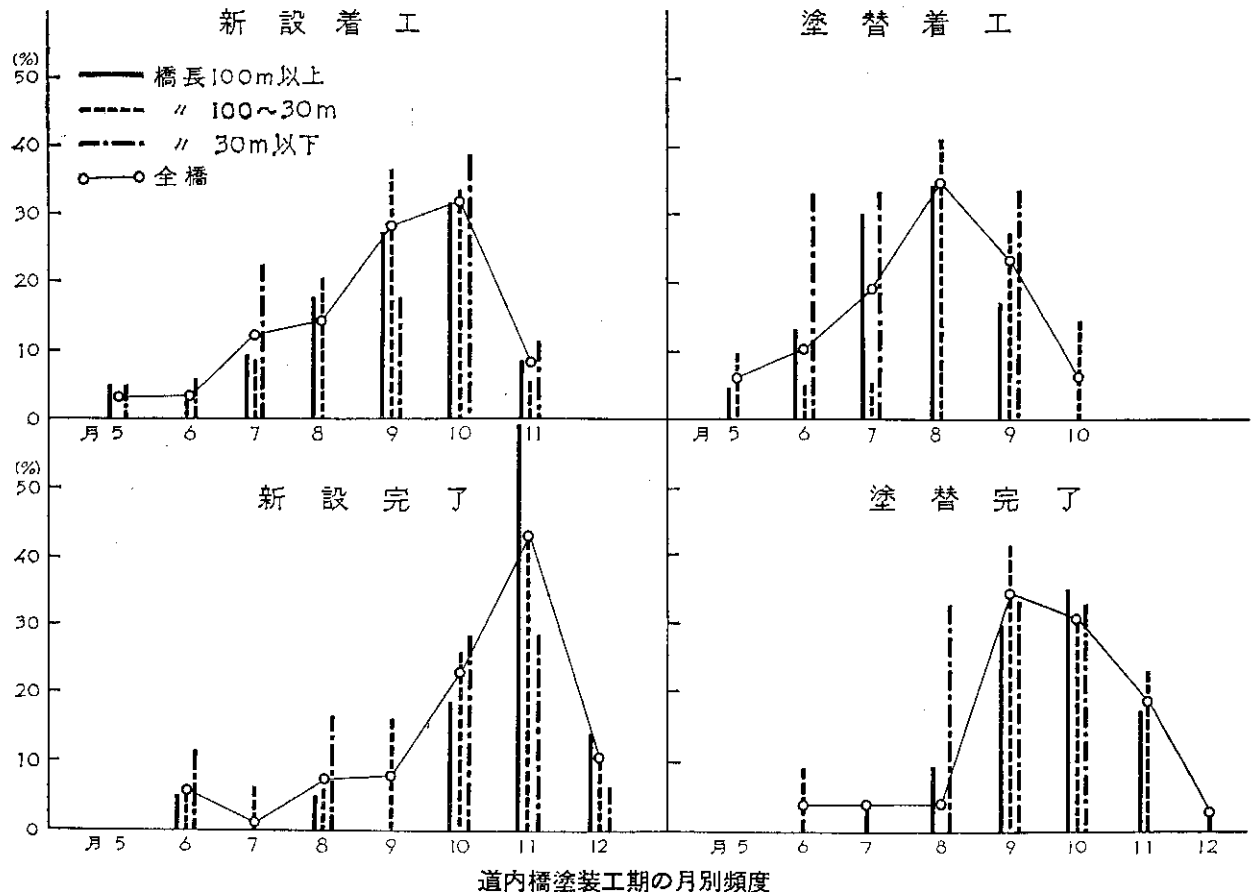 新設着工
(%)
50
40
30
20
10
0
橋長100m以上
〃 100～30m
〃 30m以下
全橋
月 5 6 7 8 9 10 11
塗替着工
月 5 6 7 8 9 10
新設完了
(%)
50
40
30
20
10
0
月 5 6 7 8 9 10 11 12
塗替完了
月 5 6 7 8 9 10 11 12
道内橋塗装工期の月別頻度